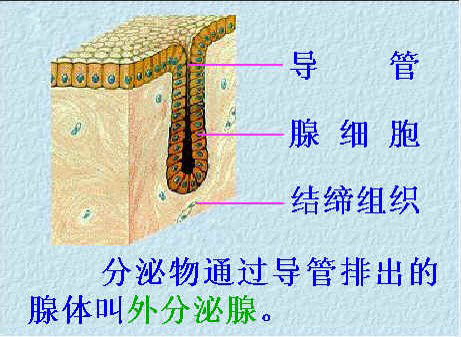 导 管
腺 细 胞
结缔组织
分泌物通过导管排出的
腺体叫外分泌腺。